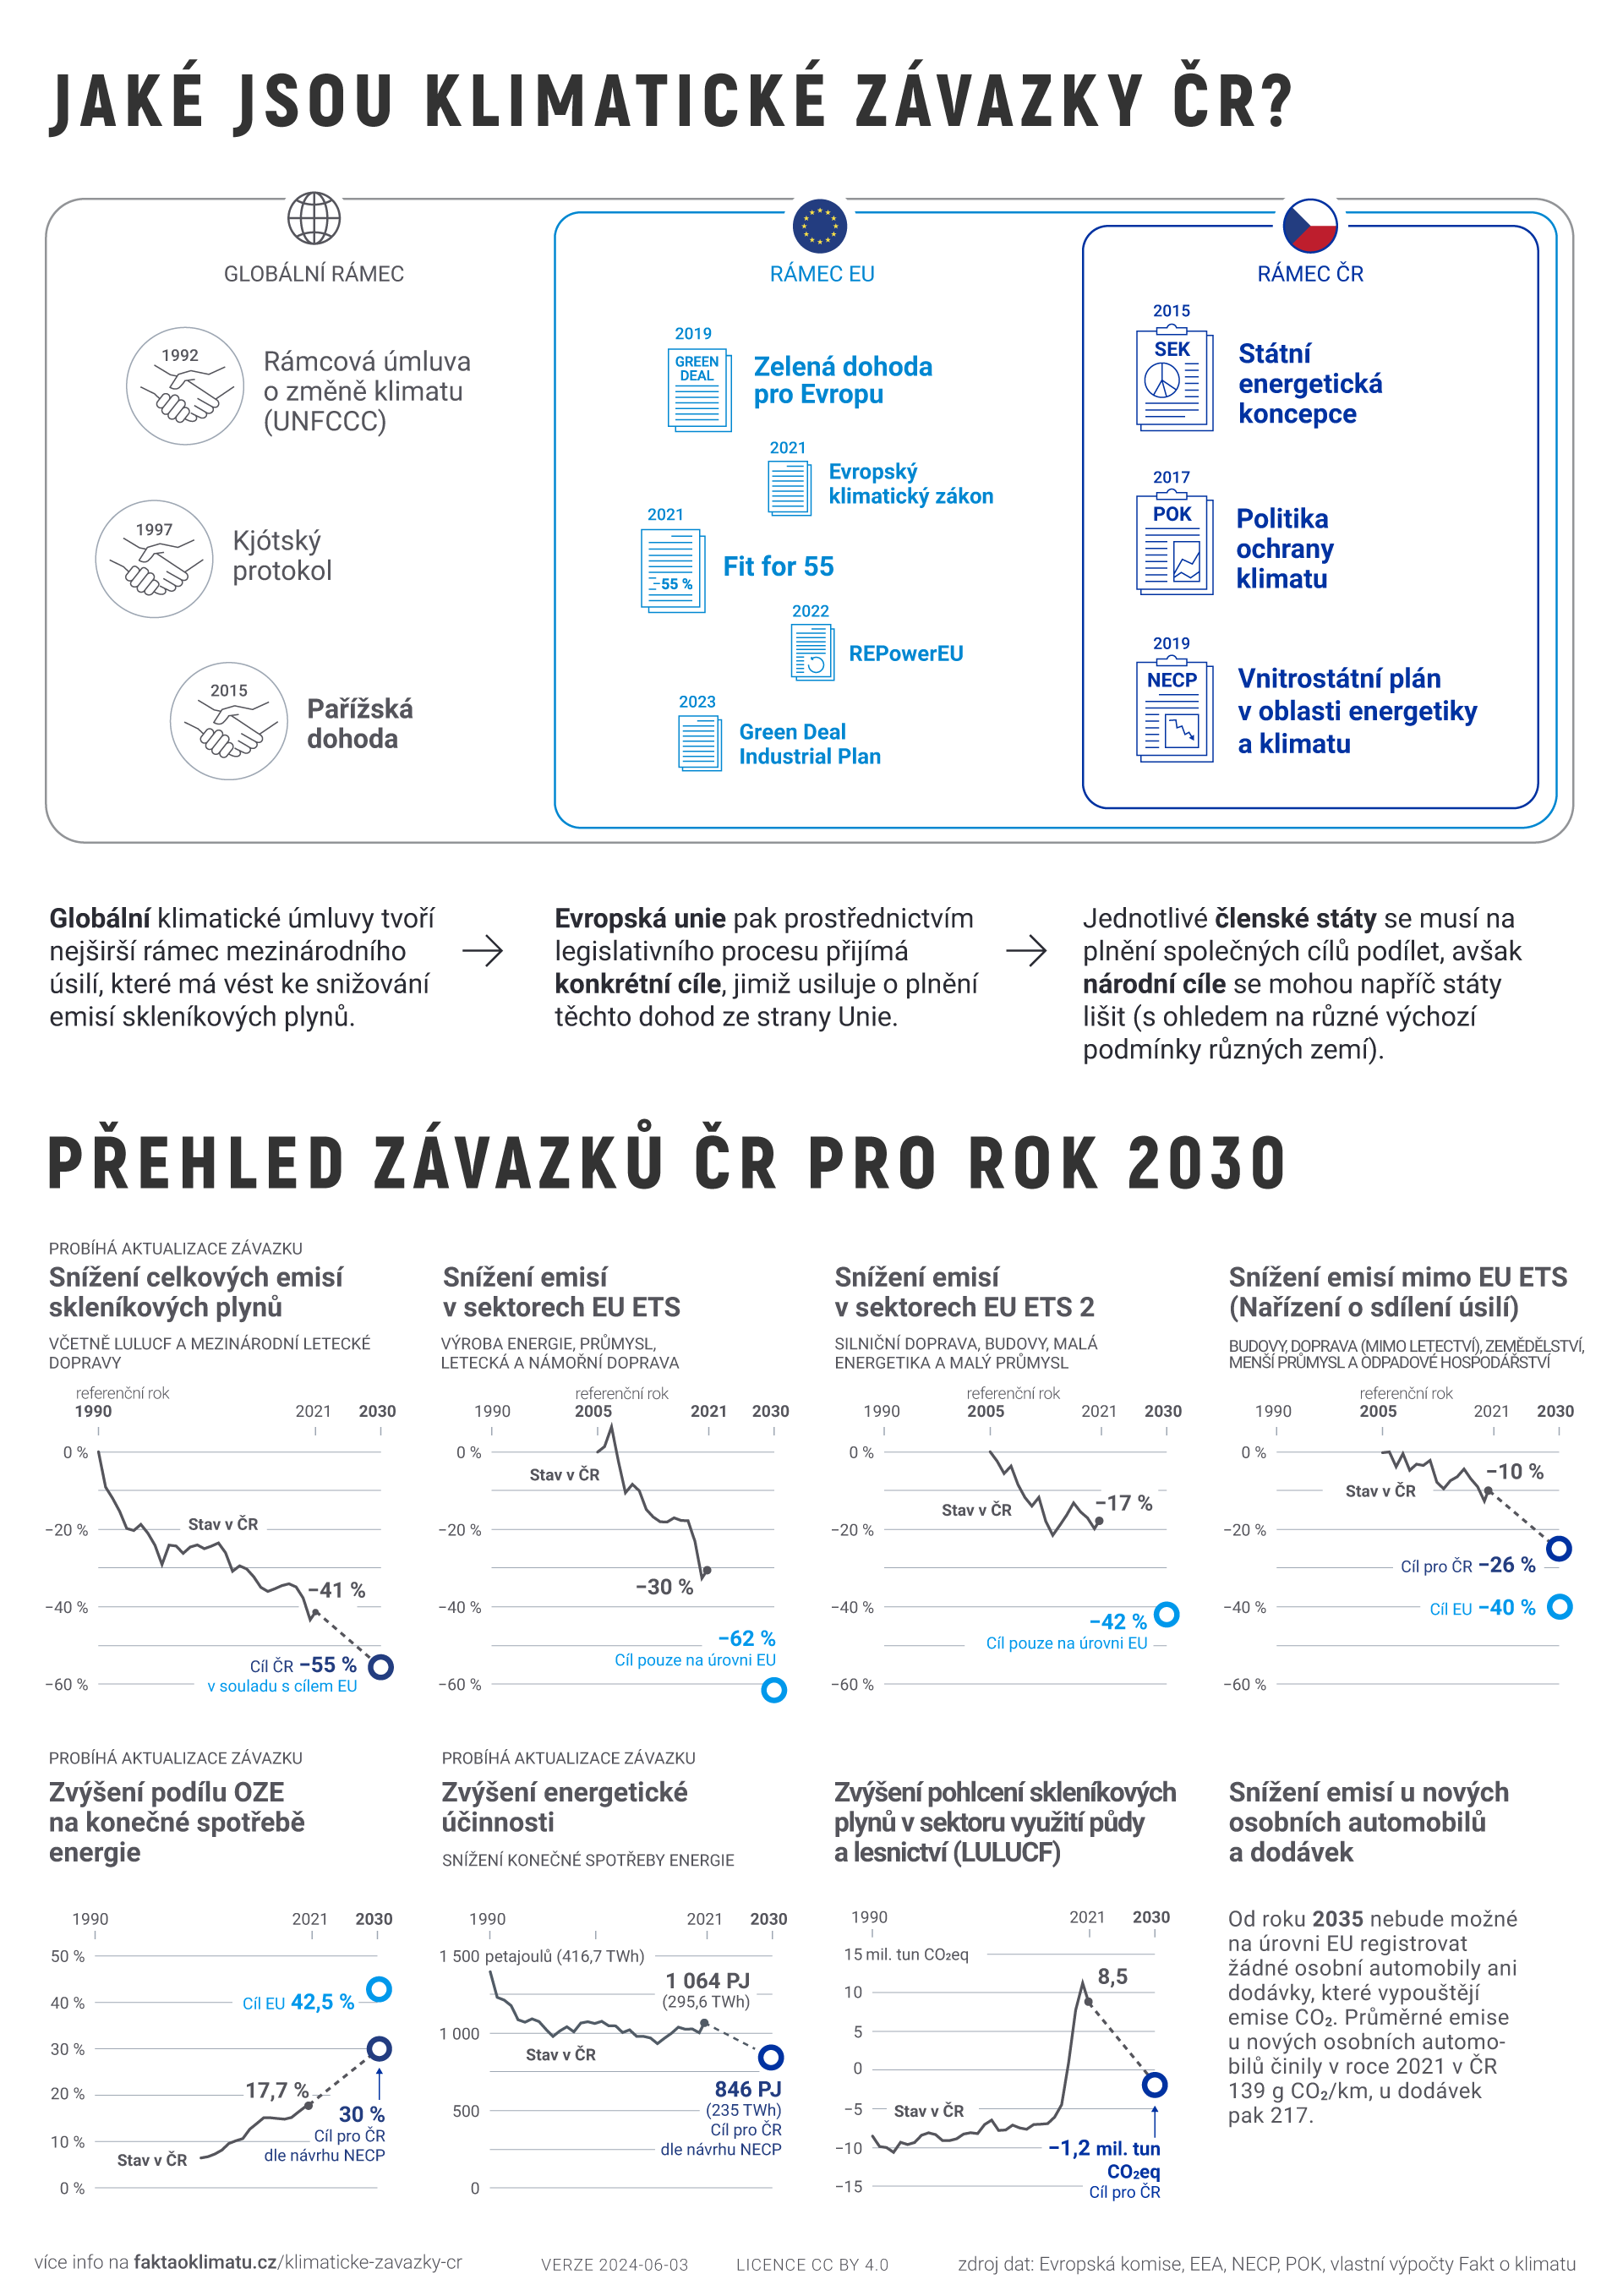 JAKÉ JSOU KLIMATICKÉ ZÁVAZKY ČR?
GLOBÁLNÍ RÁMEC
1992
Rámcová úmluva
o změně klimatu
(UNFCCC)
1997
Kjótský
protokol
2015
Pařížská
dohoda
RÁMEC EU
2019
GREEN
DEAL
Zelená dohoda
pro Evropu
2021
Evropský
klimatický zákon
2021
−55 %
Fit for 55
2022
REPowerEU
2023
Green Deal
Industrial Plan
RÁMEC ČR
2015
SEK
Státní
energetická
koncepce
2017
POK
Politika
ochrany
klimatu
2019
NECP
Vnitrostátní plán
v oblasti energetiky
a klimatu
Globální klimatické úmluvy tvoří
nejširší rámec mezinárodního
úsilí, které má vést ke snižování
emisí skleníkových plynů.
Evropská unie pak prostřednictvím
legislativního procesu přijímá
konkrétní cíle, jimiž usiluje o plnění
těchto dohod ze strany Unie.
Jednotlivé členské státy se musí na
plnění společných cílů podílet, avšak
národní cíle se mohou napříč státy
lišit (s ohledem na různé výchozí
podmínky různých zemí).
PŘEHLED ZÁVAZKŮ ČR PRO ROK 2030
PROBÍHÁ AKTUALIZACE ZÁVAZKU
Snížení celkových emisí
skleníkových plynů
VČETNĚ LULUCF A MEZINÁRODNÍ LETECKÉ
DOPRAVY
referenční rok
1990 2021 2030
0 %
Stav v ČR
−20 %
−41 %
−40 %
Cíl ČR −55 %
v souladu s cílem EU
−60 %
Snížení emisí
v sektorech EU ETS
VÝROBA ENERGIE, PRŮMYSL,
LETECKÁ A NÁMOŘNÍ DOPRAVA
referenční rok
1990 2005 2021 2030
0 %
Stav v ČR
−20 %
−30 %
−40 %
−62 %
Cíl pouze na úrovni EU
−60 %
Snížení emisí
v sektorech EU ETS 2
SILNIČNÍ DOPRAVA, BUDOVY, MALÁ
ENERGETIKA A MALÝ PRŮMYSL
referenční rok
1990 2005 2021 2030
0 %
Stav v ČR
−17 %
−20 %
−40 %
−42 %
Cíl pouze na úrovni EU
−60 %
Snížení emisí mimo EU ETS
(Nařízení o sdílení úsilí)
BUDOVY, DOPRAVA (MIMO LETECTVÍ), ZEMĚDĚLSTVÍ,
MENŠÍ PRŮMYSL A ODPADOVÉ HOSPODÁŘSTVÍ
referenční rok
1990 2005 2021 2030
0 %
−10 %
Stav v ČR
−20 %
Cíl pro ČR −26 %
−40 %
Cíl EU −40 %
−60 %
PROBÍHÁ AKTUALIZACE ZÁVAZKU
Zvýšení podílu OZE
na konečné spotřebě
energie
1990 2021 2030
50 %
40 %
Cíl EU 42,5 %
30 %
20 %
17,7 %
30 %
Cíl pro ČR
dle návrhu NECP
10 %
Stav v ČR
0 %
PROBÍHÁ AKTUALIZACE ZÁVAZKU
Zvýšení energetické
účinnosti
SNÍŽENÍ KONEČNÉ SPOTŘEBY ENERGIE
1990 2021 2030
1 500 petajoulů (416,7 TWh)
1 064 PJ
(295,6 TWh)
1 000
Stav v ČR
846 PJ
(235 TWh)
Cíl pro ČR
dle návrhu NECP
500
0
Zvýšení pohlcení skleníkových
plynů v sektoru využití půdy
a lesnictví (LULUCF)
1990 2021 2030
15 mil. tun CO₂eq
8,5
10
5
0
−5
Stav v ČR
−10
−1,2 mil. tun
CO₂eq
Cíl pro ČR
−15
Snížení emisí u nových
osobních automobilů
a dodávek
Od roku 2035 nebude možné
na úrovni EU registrovat
žádné osobní automobily ani
dodávky, které vypouštějí
emise CO₂. Průměrné emise
u nových osobních automo-
bilů činily v roce 2021 v ČR
139 g CO₂/km, u dodávek
pak 217.
více info na faktaoklimatu.cz/klimaticke-zavazky-cr
VERZE 2024-06-03
LICENCE CC BY 4.0
zdroj dat: Evropská komise, EEA, NECP, POK, vlastní výpočty Fakt o klimatu